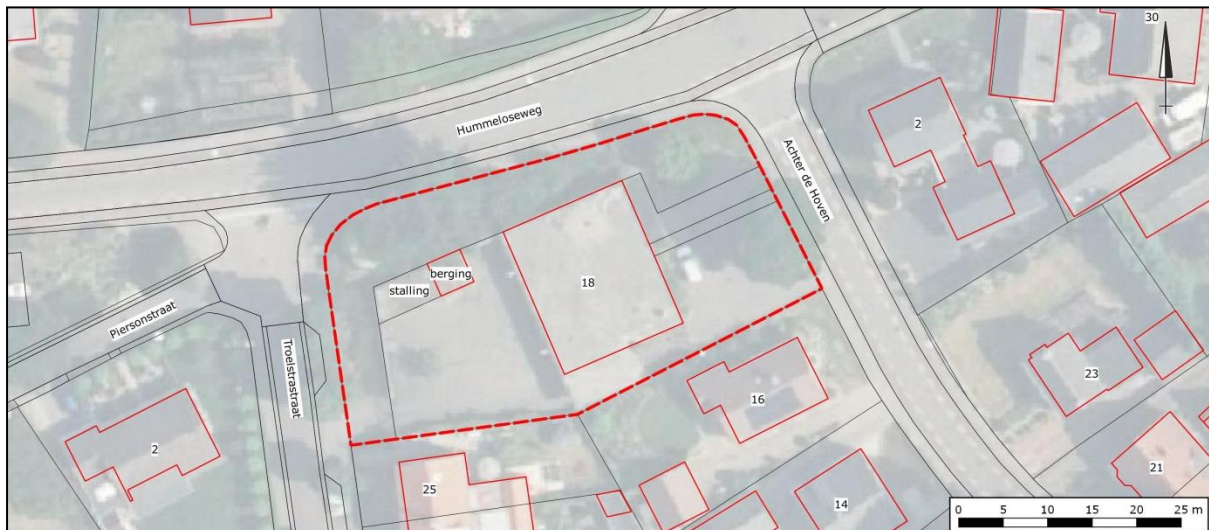 30
Hummeloseweg
2
Achter de Hoven
berging
stalling
18
Piersonstraat
Troelstrastraat
16
23
2
25
14
21
0 5 10 15 20 25 m